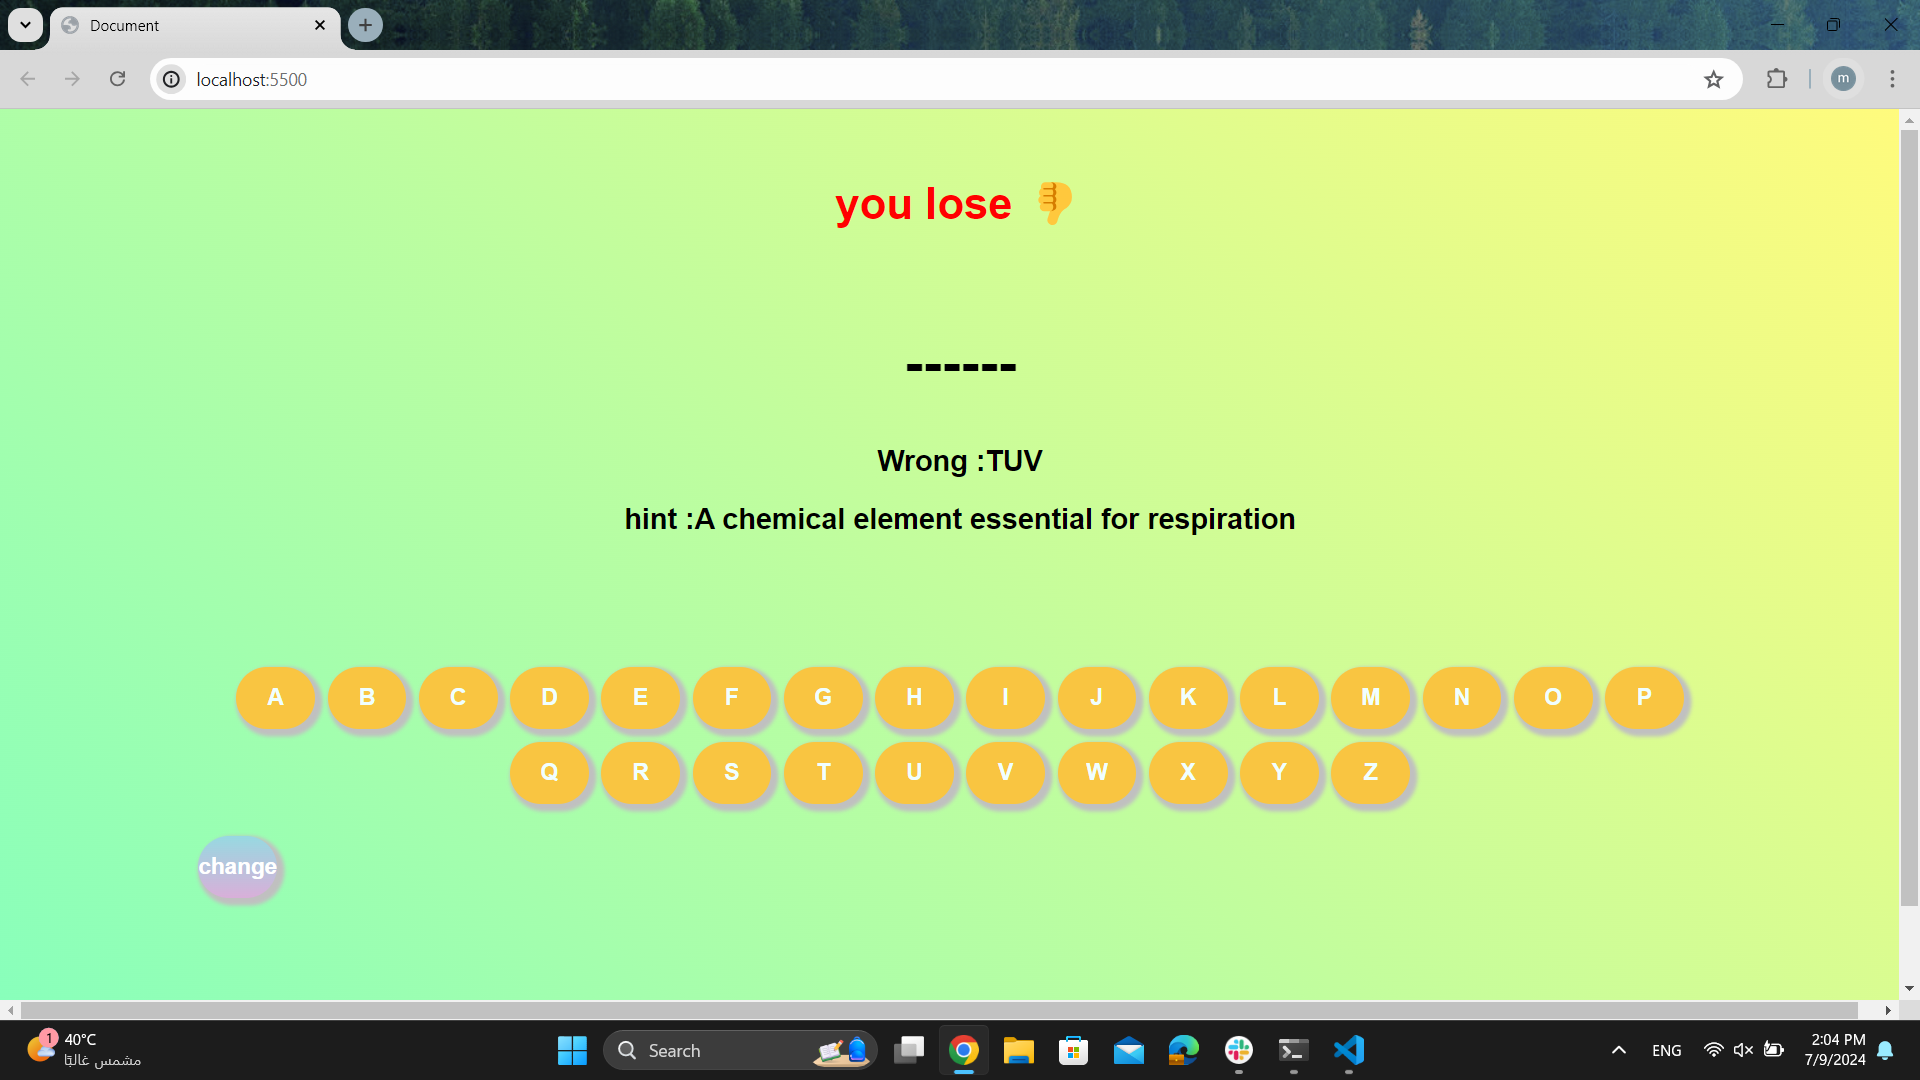 Document
localhost:5500
m
you lose 👎
------
Wrong :TUV
hint :A chemical element essential for respiration
A B C D E F G H I J K L M N O P
Q R S T U V W X Y Z
change
1
40°C
مشمس غالبًا
Search
ENG
2:04 PM
7/9/2024